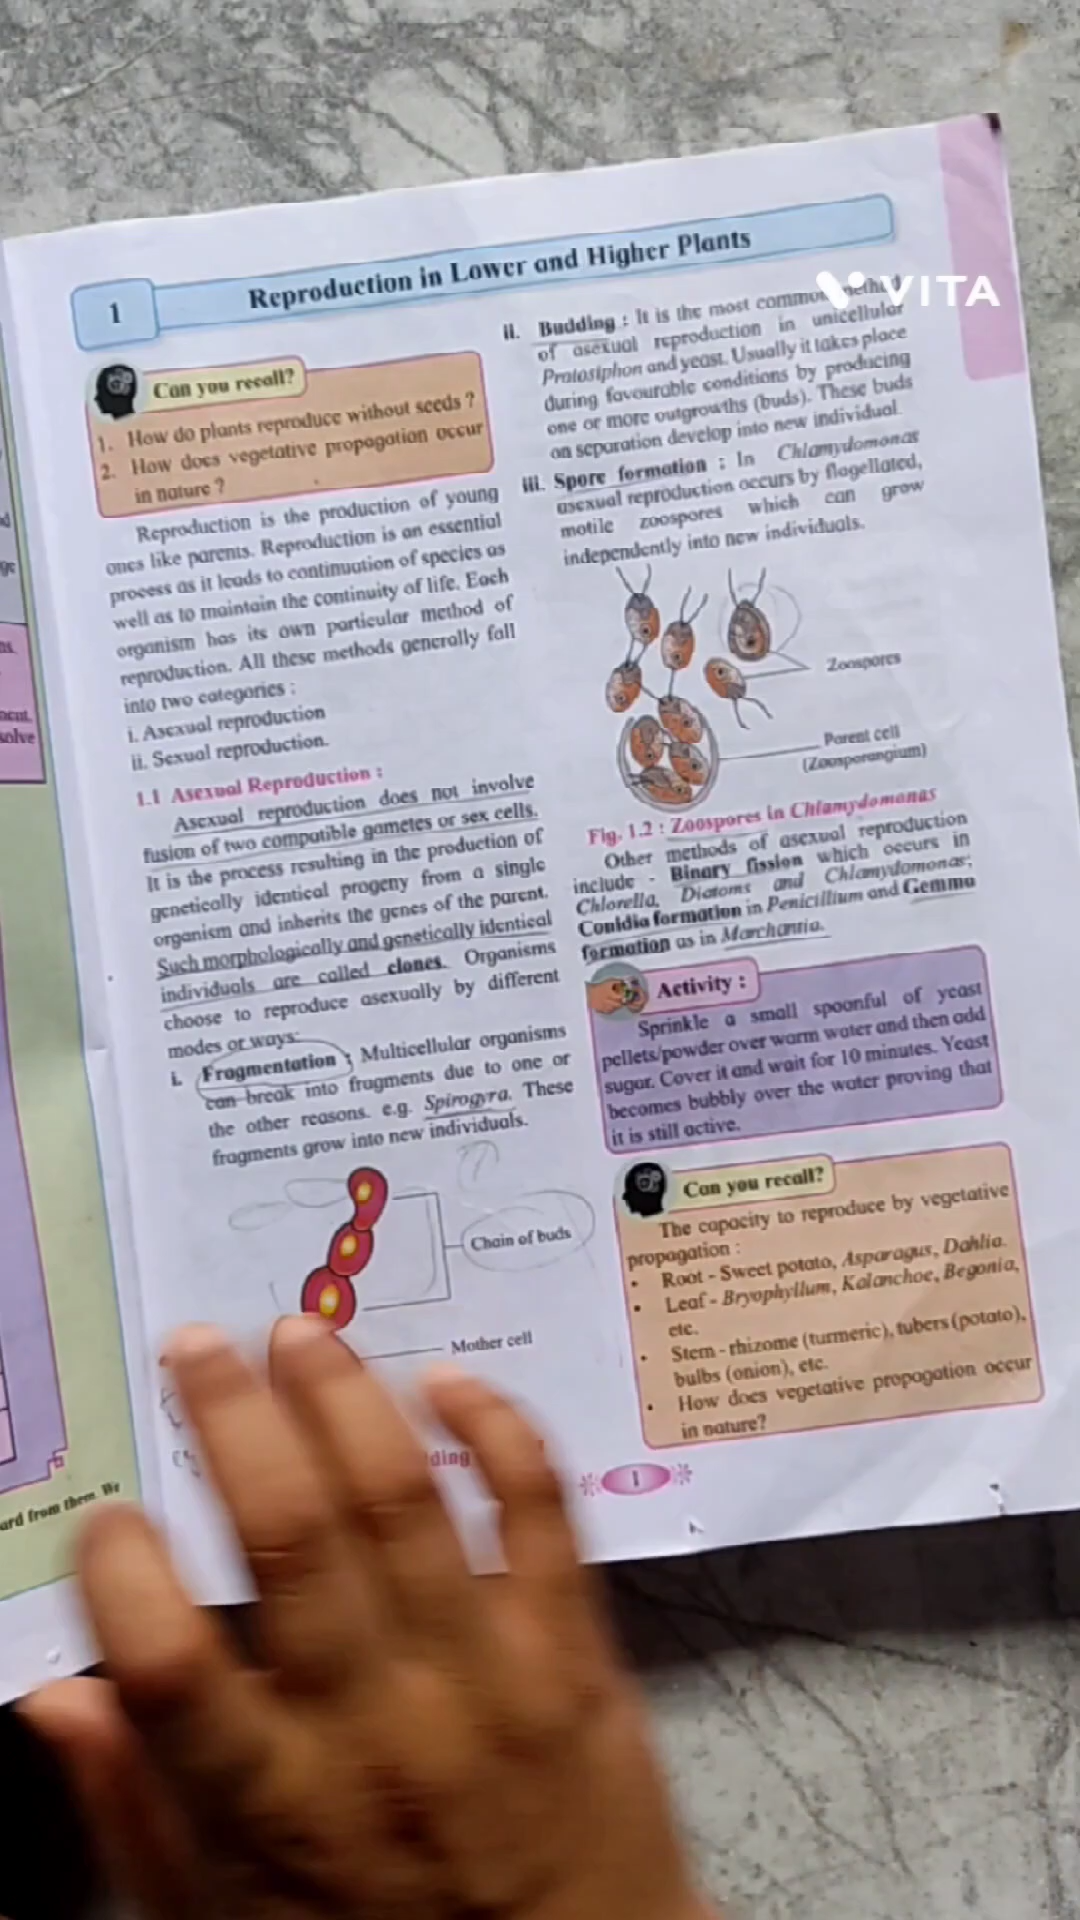 VITA
1
Reproduction in Lower and Higher Plants
Can you recall?
1. How do plants reproduce without seeds ?
2. How does vegetative propagation occur
in nature ?
Reproduction is the production of young
ones like parents. Reproduction is an essential
process as it leads to continuation of species as
well as to maintain the continuity of life. Each
organism has its own particular method of
reproduction. All these methods generally fall
into two categories :
i. Asexual reproduction
ii. Sexual reproduction.
1.1 Asexual Reproduction :
Asexual reproduction does not involve
fusion of two compatible gametes or sex cells.
It is the process resulting in the production of
genetically identical progeny from a single
organism and inherits the genes of the parent.
Such morphologically and genetically identical
individuals are called clones. Organisms
choose to reproduce asexually by different
modes or ways:
i. Fragmentation : Multicellular organisms
can break into fragments due to one or
the other reasons. e.g. Spirogyra. These
fragments grow into new individuals.
Chain of buds
Mother cell
ding
ii. Budding : It is the most common method
of asexual reproduction in unicellular
Protosiphon and yeast. Usually it takes place
during favourable conditions by producing
one or more outgrowths (buds). These buds
on separation develop into new individual.
iii. Spore formation : In Chlamydomonas
asexual reproduction occurs by flagellated,
motile zoospores which can grow
independently into new individuals.
Zoospores
Parent cell
(Zoosporangium)
Fig. 1.2 : Zoospores in Chlamydomonas
Other methods of asexual reproduction
include - Binary fission which occurs in
Chlorella, Diatoms and Chlamydomonas;
Conidia formation in Penicillium and Gemma
formation as in Marchantia.
Activity :
Sprinkle a small spoonful of yeast
pellets/powder over warm water and then add
sugar. Cover it and wait for 10 minutes. Yeast
becomes bubbly over the water proving that
it is still active.
Can you recall?
The capacity to reproduce by vegetative
propagation :
• Root - Sweet potato, Asparagus, Dahlia.
• Leaf - Bryophyllum, Kalanchoe, Begonia,
etc.
• Stem - rhizome (turmeric), tubers (potato),
bulbs (onion), etc.
• How does vegetative propagation occur
in nature?
1
solve
ard from them. We